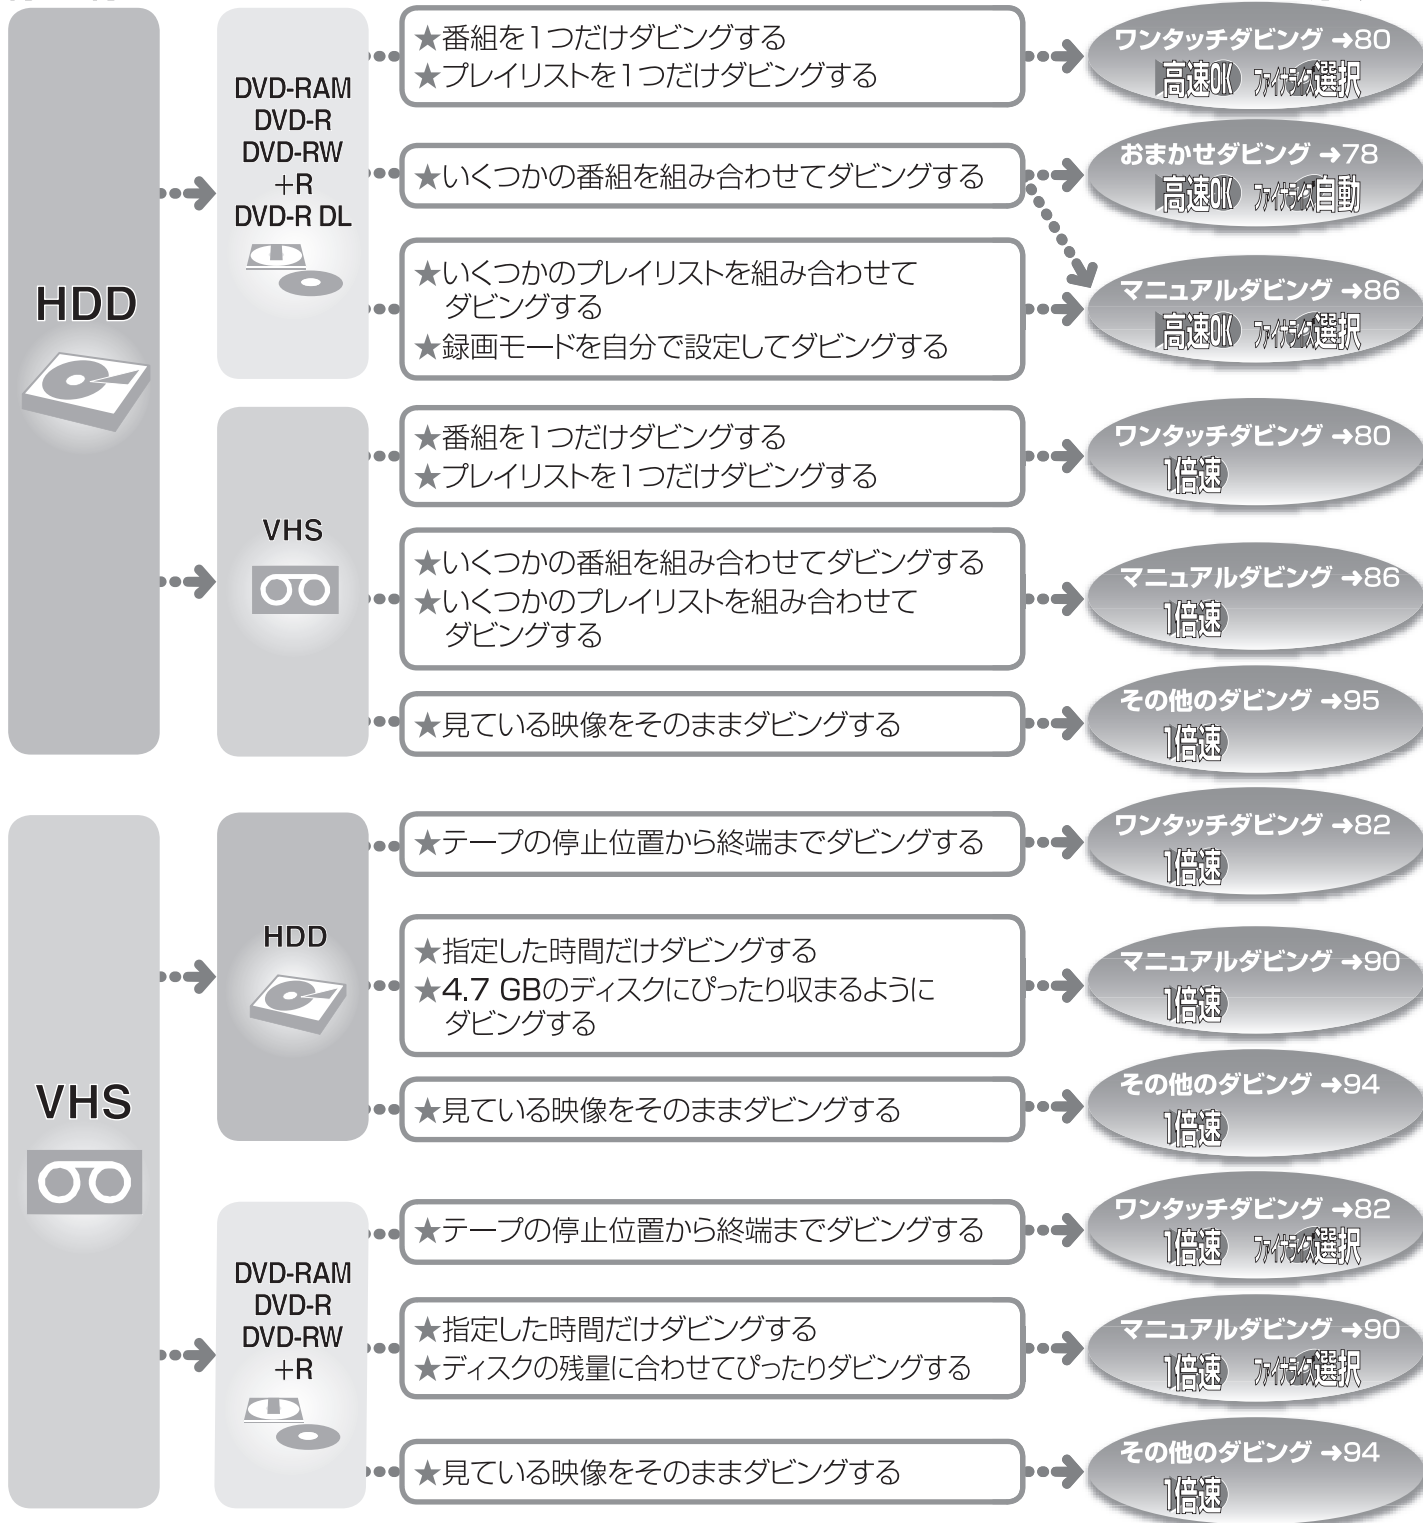 HDD
DVD-RAM
DVD-R
DVD-RW
+R
DVD-R DL
★番組を1つだけダビングする
★プレイリストを1つだけダビングする
ワンタッチダビング ➜80
高速OK ファイナライズ選択
★いくつかの番組を組み合わせてダビングする
おまかせダビング ➜78
高速OK ファイナライズ自動
★いくつかのプレイリストを組み合わせて
ダビングする
★録画モードを自分で設定してダビングする
マニュアルダビング ➜86
高速OK ファイナライズ選択
VHS
★番組を1つだけダビングする
★プレイリストを1つだけダビングする
ワンタッチダビング ➜80
1倍速
★いくつかの番組を組み合わせてダビングする
★いくつかのプレイリストを組み合わせて
ダビングする
マニュアルダビング ➜86
1倍速
★見ている映像をそのままダビングする
その他のダビング ➜95
1倍速
VHS
HDD
★テープの停止位置から終端までダビングする
ワンタッチダビング ➜82
1倍速
★指定した時間だけダビングする
★4.7 GBのディスクにぴったり収まるように
ダビングする
マニュアルダビング ➜90
1倍速
★見ている映像をそのままダビングする
その他のダビング ➜94
1倍速
DVD-RAM
DVD-R
DVD-RW
+R
★テープの停止位置から終端までダビングする
ワンタッチダビング ➜82
1倍速 ファイナライズ選択
★指定した時間だけダビングする
★ディスクの残量に合わせてぴったりダビングする
マニュアルダビング ➜90
1倍速 ファイナライズ選択
★見ている映像をそのままダビングする
その他のダビング ➜94
1倍速